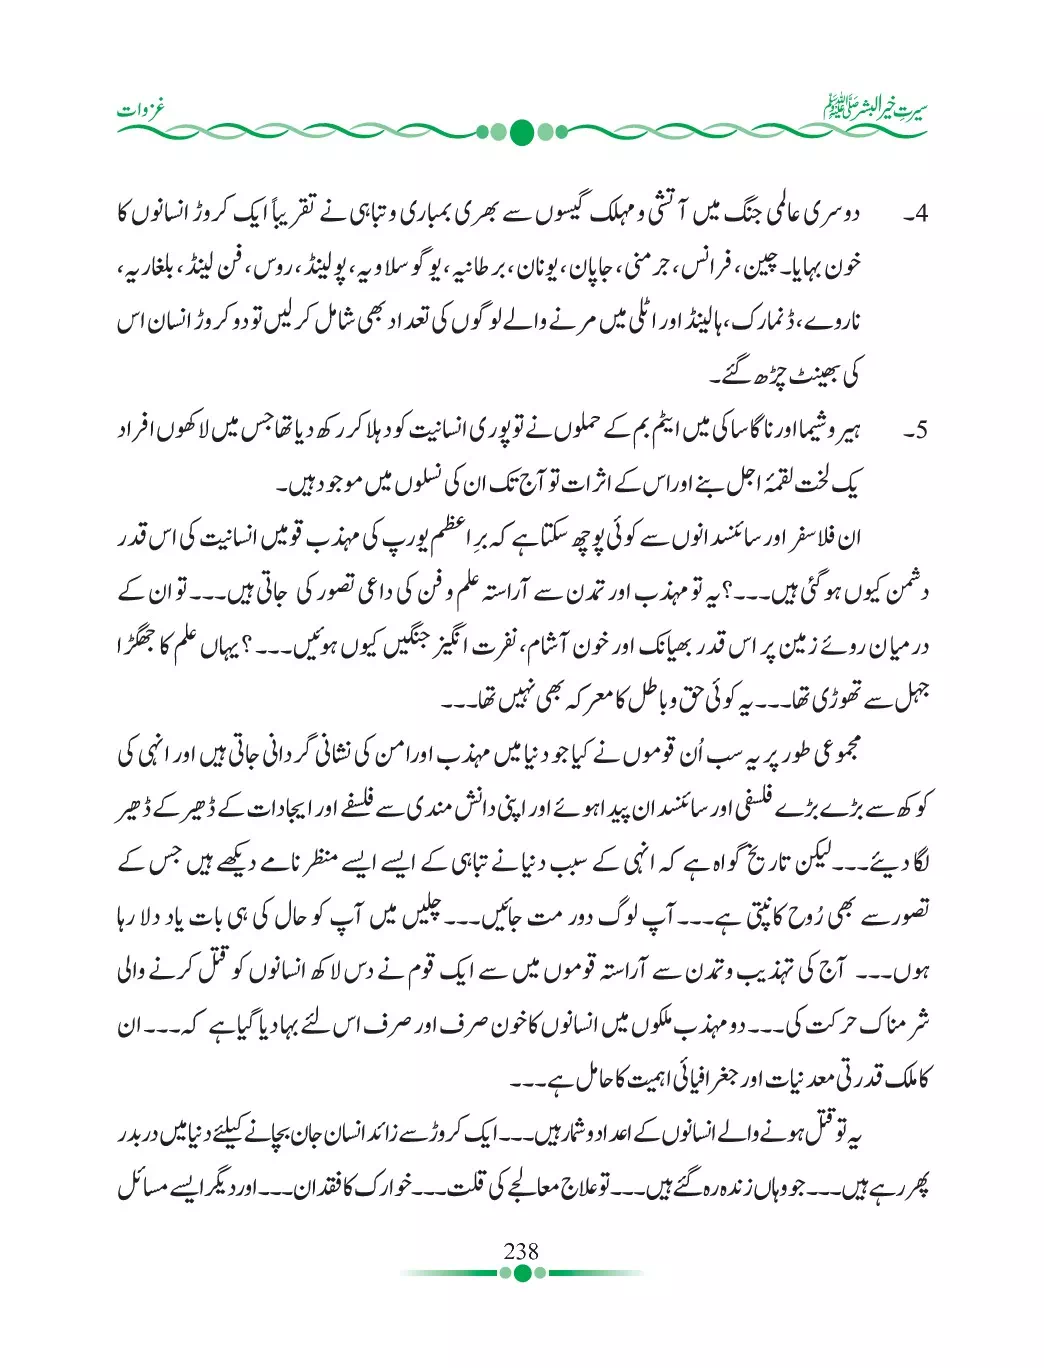 سیرتِ خیر البشر ﷺ
غزوات
4۔ دوسری عالمی جنگ میں آتشی و مہلک گیسوں سے بھری بمباری و تباہی نے تقریباً ایک کروڑ انسانوں کا
خون بہایا۔ چین، فرانس، جرمنی، جاپان، یونان، برطانیہ، یوگوسلاویہ، پولینڈ، روس، فن لینڈ، بلغاریہ،
ناروے، ڈنمارک، ہالینڈ اور اٹلی میں مرنے والے لوگوں کی تعداد بھی شامل کرلیں تو دو کروڑ انسان اس
کی بھینٹ چڑھ گئے۔
5۔ ہیروشیما اور ناگاساکی میں ایٹم بم کے حملوں نے تو پوری انسانیت کو دہلا کر رکھ دیا تھا جس میں لاکھوں افراد
یک لخت لقمۂ اجل بنے اور اس کے اثرات تو آج تک ان کی نسلوں میں موجود ہیں۔
ان فلاسفر اور سائنسدانوں سے کوئی پوچھ سکتا ہے کہ برِ اعظم یورپ کی مہذب قومیں انسانیت کی اس قدر
دشمن کیوں ہو گئی ہیں۔۔۔؟ یہ تو مہذب اور تمدن سے آراستہ علم و فن کی داعی تصور کی جاتی ہیں۔۔۔ تو ان کے
درمیان روئے زمین پر اس قدر بھیانک اور خون آشام، نفرت انگیز جنگیں کیوں ہوئیں۔۔۔؟ یہاں علم کا جھگڑا
جہل سے تھوڑی تھا۔۔۔ یہ کوئی حق و باطل کا معرکہ بھی نہیں تھا۔۔۔
مجموعی طور پر یہ سب اُن قوموں نے کیا جو دنیا میں مہذب اور امن کی نشانی گردانی جاتی ہیں اور انہی کی
کوکھ سے بڑے بڑے فلسفی اور سائنسدان پیدا ہوئے اور اپنی دانش مندی سے فلسفے اور ایجادات کے ڈھیر کے ڈھیر
لگا دیئے۔۔۔ لیکن تاریخ گواہ ہے کہ انہی کے سبب دنیا نے تباہی کے ایسے ایسے منظر نامے دیکھے ہیں جس کے
تصور سے بھی رُوح کانپتی ہے۔۔۔ آپ لوگ دور مت جائیں۔۔۔ چلیں میں آپ کو حال کی ہی بات یاد دلا رہا
ہوں۔۔۔ آج کی تہذیب و تمدن سے آراستہ قوموں میں سے ایک قوم نے دس لاکھ انسانوں کو قتل کرنے والی
شرمناک حرکت کی۔۔۔ دو مہذب ملکوں میں انسانوں کا خون صرف اور صرف اس لئے بہا دیا گیا ہے کہ۔۔۔ ان
کا ملک قدرتی معدنیات اور جغرافیائی اہمیت کا حامل ہے۔۔۔
یہ تو قتل ہونے والے انسانوں کے اعداد و شمار ہیں۔۔۔ ایک کروڑ سے زائد انسان جان بچانے کیلئے دنیا میں در بدر
پھر رہے ہیں۔۔۔ جو وہاں زندہ رہ گئے ہیں۔۔۔ تو علاج معالجے کی قلت۔۔۔ خوارک کا فقدان۔۔۔ اور دیگر ایسے مسائل
238